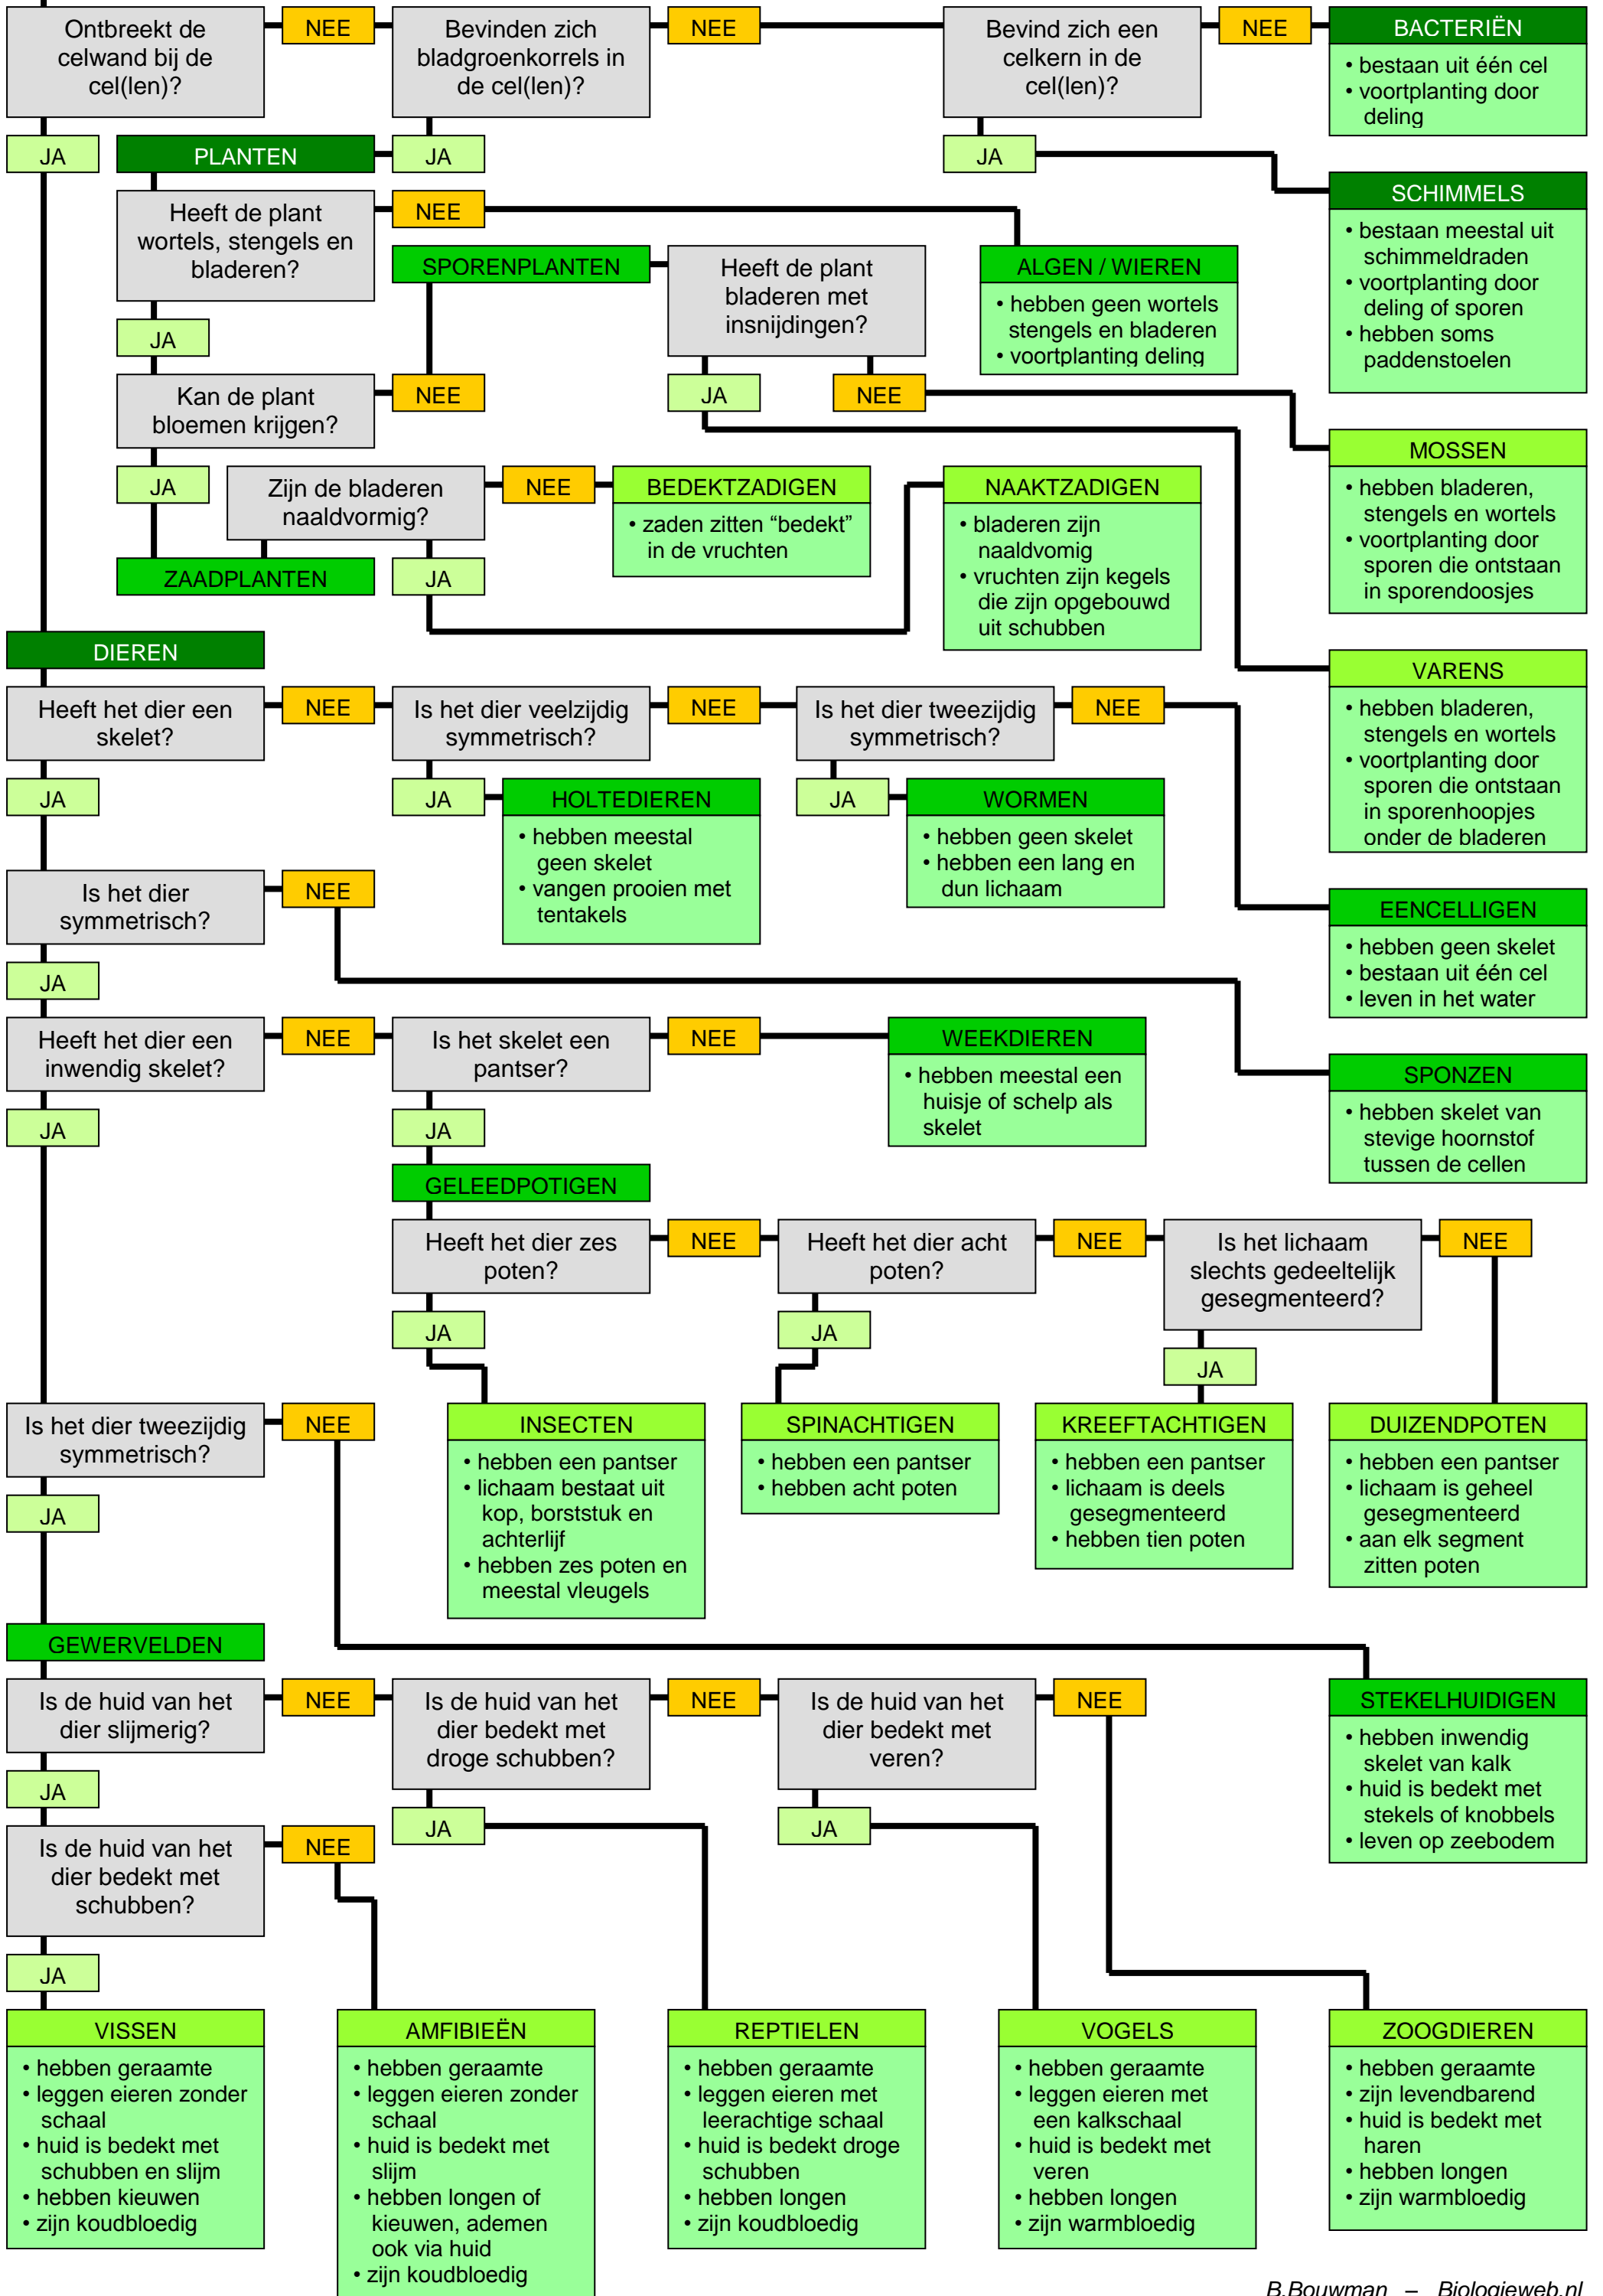 Ontbreekt de
celwand bij de
cel(len)?
NEE
Bevinden zich
bladgroenkorrels in
de cel(len)?
NEE
Bevind zich een
celkern in de
cel(len)?
NEE
BACTERIËN
• bestaan uit één cel
• voortplanting door
deling
JA
PLANTEN
JA
JA
SCHIMMELS
• bestaan meestal uit
schimmeldraden
• voortplanting door
deling of sporen
• hebben soms
paddenstoelen
Heeft de plant
wortels, stengels en
bladeren?
NEE
SPORENPLANTEN
Heeft de plant
bladeren met
insnijdingen?
ALGEN / WIEREN
• hebben geen wortels
stengels en bladeren
• voortplanting deling
JA
Kan de plant
bloemen krijgen?
NEE
JA
NEE
MOSSEN
• hebben bladeren,
stengels en wortels
• voortplanting door
sporen die ontstaan
in sporendoosjes
JA
Zijn de bladeren
naaldvormig?
NEE
BEDEKTZADIGEN
• zaden zitten “bedekt”
in de vruchten
NAAKTZADIGEN
• bladeren zijn
naaldvomig
• vruchten zijn kegels
die zijn opgebouwd
uit schubben
ZAADPLANTEN
JA
DIEREN
VARENS
• hebben bladeren,
stengels en wortels
• voortplanting door
sporen die ontstaan
in sporenhoopjes
onder de bladeren
Heeft het dier een
skelet?
NEE
Is het dier veelzijdig
symmetrisch?
NEE
Is het dier tweezijdig
symmetrisch?
NEE
JA
JA
HOLTEDIEREN
• hebben meestal
geen skelet
• vangen prooien met
tentakels
JA
WORMEN
• hebben geen skelet
• hebben een lang en
dun lichaam
Is het dier
symmetrisch?
NEE
EENCELLIGEN
• hebben geen skelet
• bestaan uit één cel
• leven in het water
JA
Heeft het dier een
inwendig skelet?
NEE
Is het skelet een
pantser?
NEE
WEEKDIEREN
• hebben meestal een
huisje of schelp als
skelet
SPONZEN
• hebben skelet van
stevige hoornstof
tussen de cellen
JA
JA
GELEEDPOTIGEN
Heeft het dier zes
poten?
NEE
Heeft het dier acht
poten?
NEE
Is het lichaam
slechts gedeeltelijk
gesegmenteerd?
NEE
JA
JA
JA
Is het dier tweezijdig
symmetrisch?
NEE
INSECTEN
• hebben een pantser
• lichaam bestaat uit
kop, borststuk en
achterlijf
• hebben zes poten en
meestal vleugels
SPINACHTIGEN
• hebben een pantser
• hebben acht poten
KREEFTACHTIGEN
• hebben een pantser
• lichaam is deels
gesegmenteerd
• hebben tien poten
DUIZENDPOTEN
• hebben een pantser
• lichaam is geheel
gesegmenteerd
• aan elk segment
zitten poten
JA
GEWERVELDEN
Is de huid van het
dier slijmerig?
NEE
Is de huid van het
dier bedekt met
droge schubben?
NEE
Is de huid van het
dier bedekt met
veren?
NEE
STEKELHUIDIGEN
• hebben inwendig
skelet van kalk
• huid is bedekt met
stekels of knobbels
• leven op zeebodem
JA
JA
JA
Is de huid van het
dier bedekt met
schubben?
NEE
JA
VISSEN
• hebben geraamte
• leggen eieren zonder
schaal
• huid is bedekt met
schubben en slijm
• hebben kieuwen
• zijn koudbloedig
AMFIBIEËN
• hebben geraamte
• leggen eieren zonder
schaal
• huid is bedekt met
slijm
• hebben longen of
kieuwen, ademen
ook via huid
• zijn koudbloedig
REPTIELEN
• hebben geraamte
• leggen eieren met
leerachtige schaal
• huid is bedekt droge
schubben
• hebben longen
• zijn koudbloedig
VOGELS
• hebben geraamte
• leggen eieren met
een kalkschaal
• huid is bedekt met
veren
• hebben longen
• zijn warmbloedig
ZOOGDIEREN
• hebben geraamte
• zijn levendbarend
• huid is bedekt met
haren
• hebben longen
• zijn warmbloedig
B.Bouwman – Biologieweb.nl